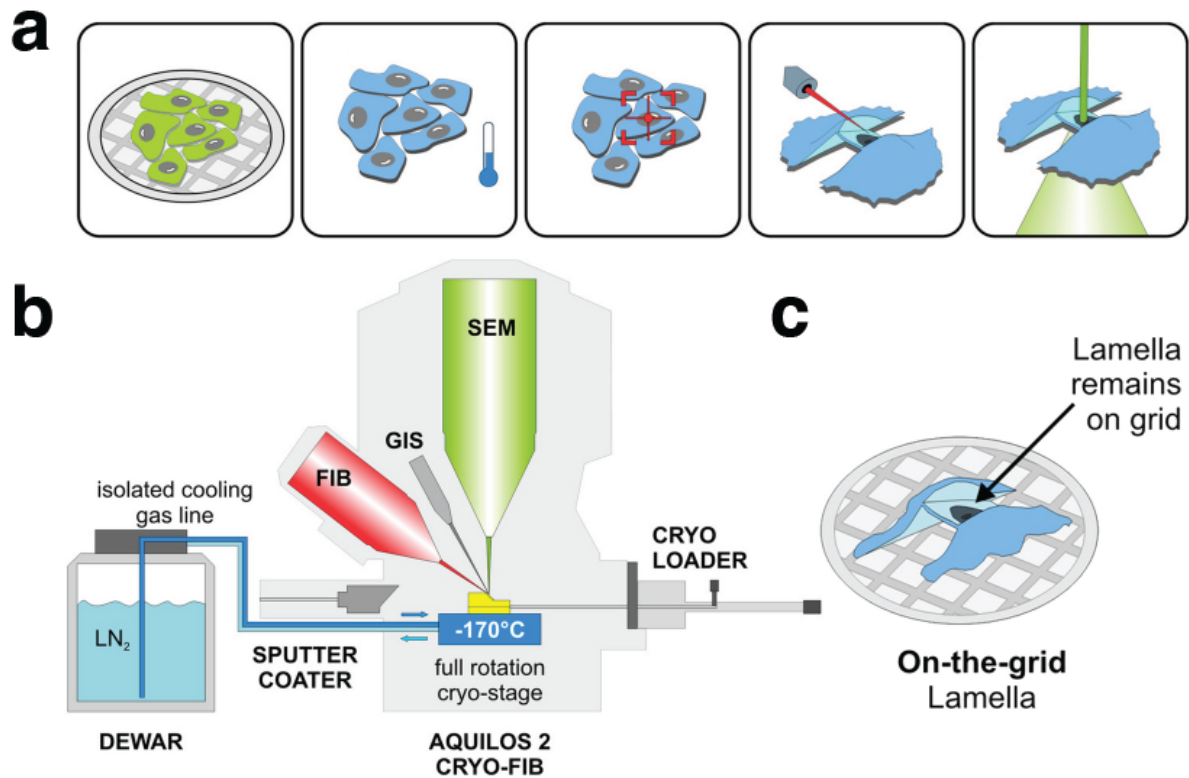 a
b
SEM
GIS
FIB
isolated cooling
gas line
CRYO
LOADER
LN₂
-170°C
SPUTTER
COATER
full rotation
cryo-stage
DEWAR
AQUILOS 2
CRYO-FIB
c
Lamella
remains
on grid
On-the-grid
Lamella